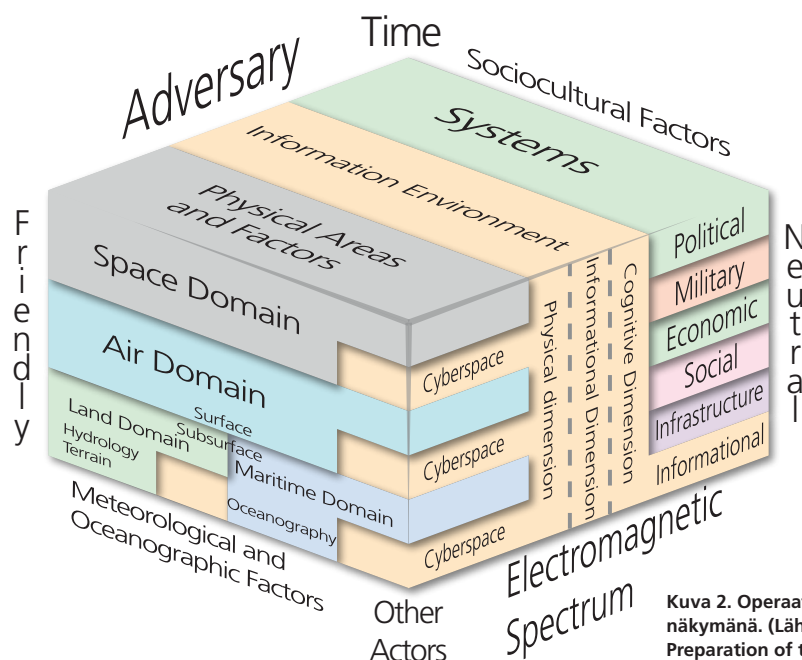 Time
Adversary
Sociocultural Factors
Systems
Information Environment
Physical Areas
and Factors
Friendly
Neutral
Space Domain
Air Domain
Land Domain
Surface
Subsurface
Hydrology
Terrain
Maritime Domain
Oceanography
Cyberspace
Cyberspace
Cyberspace
Physical dimension
Informational Dimension
Cognitive Dimension
Political
Military
Economic
Social
Infrastructure
Informational
Meteorological and
Oceanographic Factors
Electromagnetic
Spectrum
Other
Actors
Kuva 2.
näkymänä.
Preparation of